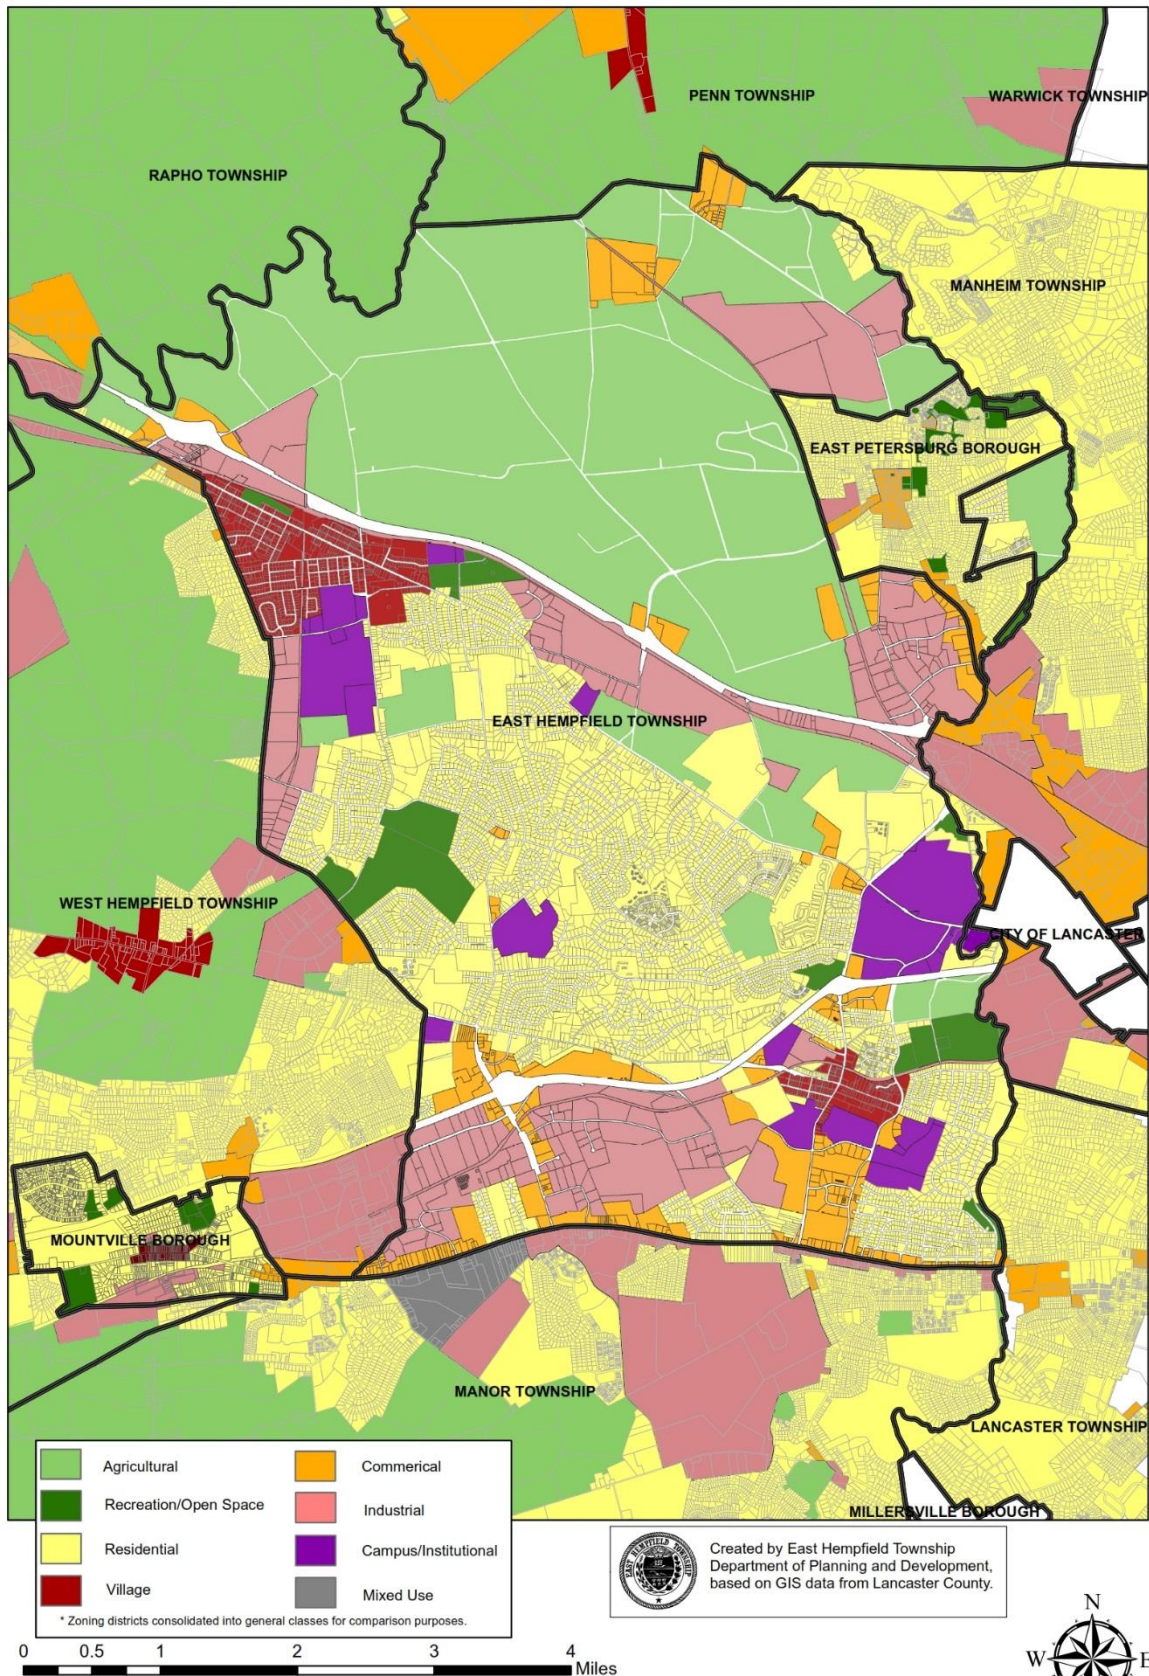 PENN TOWNSHIP
WARWICK TOWNSHIP
RAPHO TOWNSHIP
MANHEIM TOWNSHIP
EAST PETERSBURG BOROUGH
EAST HEMPFIELD TOWNSHIP
WEST HEMPFIELD TOWNSHIP
CITY OF LANCASTER
MOUNTVILLE BOROUGH
MANOR TOWNSHIP
LANCASTER TOWNSHIP
MILLERSVILLE BOROUGH
Agricultural
Recreation/Open Space
Residential
Village
Commerical
Industrial
Campus/Institutional
Mixed Use
* Zoning districts consolidated into general classes for comparison purposes.
EAST HEMPFIELD TOWNSHIP
Created by East Hempfield Township
Department of Planning and Development,
based on GIS data from Lancaster County.
0 0.5 1 2 3 4
Miles
N
W E